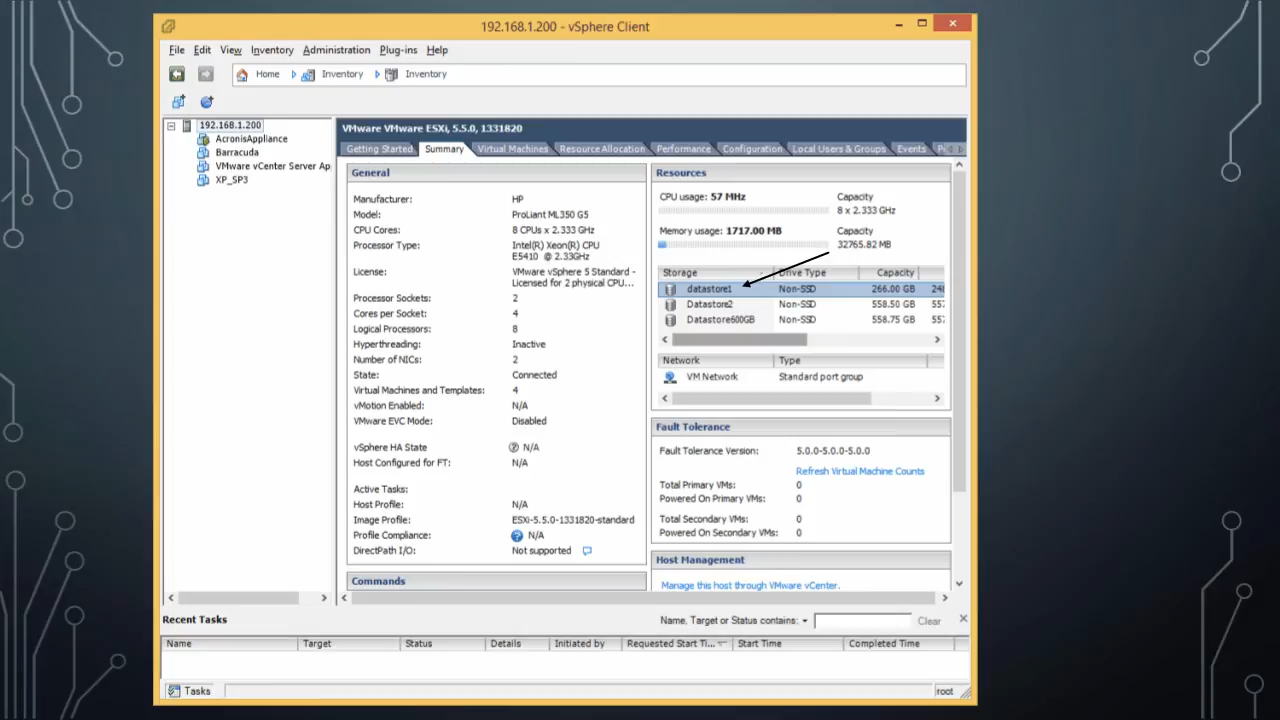 192.168.1.200 - vSphere Client
File Edit View Inventory Administration Plug-ins Help
Home Inventory Inventory
192.168.1.200
AcronisAppliance
Barracuda
VMware vCenter Server Ap
XP_SP3
VMware VMware ESXi, 5.5.0, 1331820
Getting Started Summary Virtual Machines Resource Allocation Performance Configuration Local Users & Groups Events
General
Manufacturer: HP
Model: ProLiant ML350 G5
CPU Cores: 8 CPUs x 2.333 GHz
Processor Type: Intel(R) Xeon(R) CPU
E5410 @ 2.33GHz
License: VMware vSphere 5 Standard -
Licensed for 2 physical CPU...
Processor Sockets: 2
Cores per Socket: 4
Logical Processors: 8
Hyperthreading: Inactive
Number of NICs: 2
State: Connected
Virtual Machines and Templates: 4
vMotion Enabled: N/A
VMware EVC Mode: Disabled
vSphere HA State N/A
Host Configured for FT: N/A
Active Tasks:
Host Profile: N/A
Image Profile: ESXi-5.5.0-1331820-standard
Profile Compliance: N/A
DirectPath I/O: Not supported
Commands
Resources
CPU usage: 57 MHz Capacity
8 x 2.333 GHz
Memory usage: 1717.00 MB Capacity
32765.82 MB
Storage Drive Type Capacity
datastore1 Non-SSD 266.00 GB
Datastore2 Non-SSD 558.50 GB
Datastore600GB Non-SSD 558.75 GB
Network Type
VM Network Standard port group
Fault Tolerance
Fault Tolerance Version: 5.0.0-5.0.0-5.0.0
Refresh Virtual Machine Counts
Total Primary VMs: 0
Powered On Primary VMs: 0
Total Secondary VMs: 0
Powered On Secondary VMs: 0
Host Management
Manage this host through VMware vCenter.
Recent Tasks
Name, Target or Status contains: Clear
Name Target Status Details Initiated by Requested Start Ti... Start Time Completed Time
Tasks root